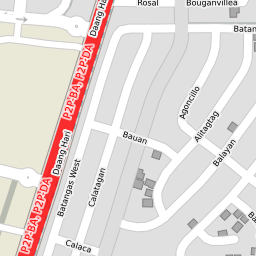 Rosal
Bouganvillea
Daang Ha
Batan
P2P-BA, P2P-DA
Agoncillo
Alitagtag
Bauan
Balayan
Daang Hari
Batangas West
Calatagan
P2P-BA, P2P-DA
Calaca